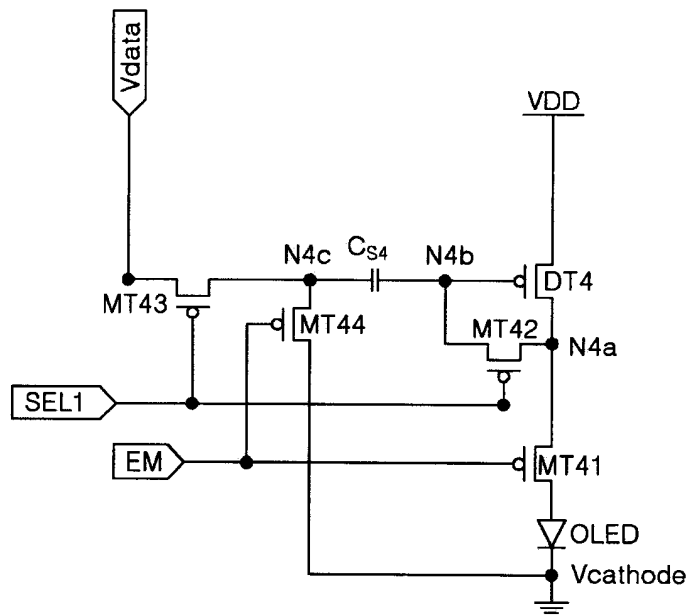 Vdata
VDD
N4c
CS4
N4b
DT4
MT43
MT44
MT42
N4a
SEL1
EM
MT41
OLED
Vcathode